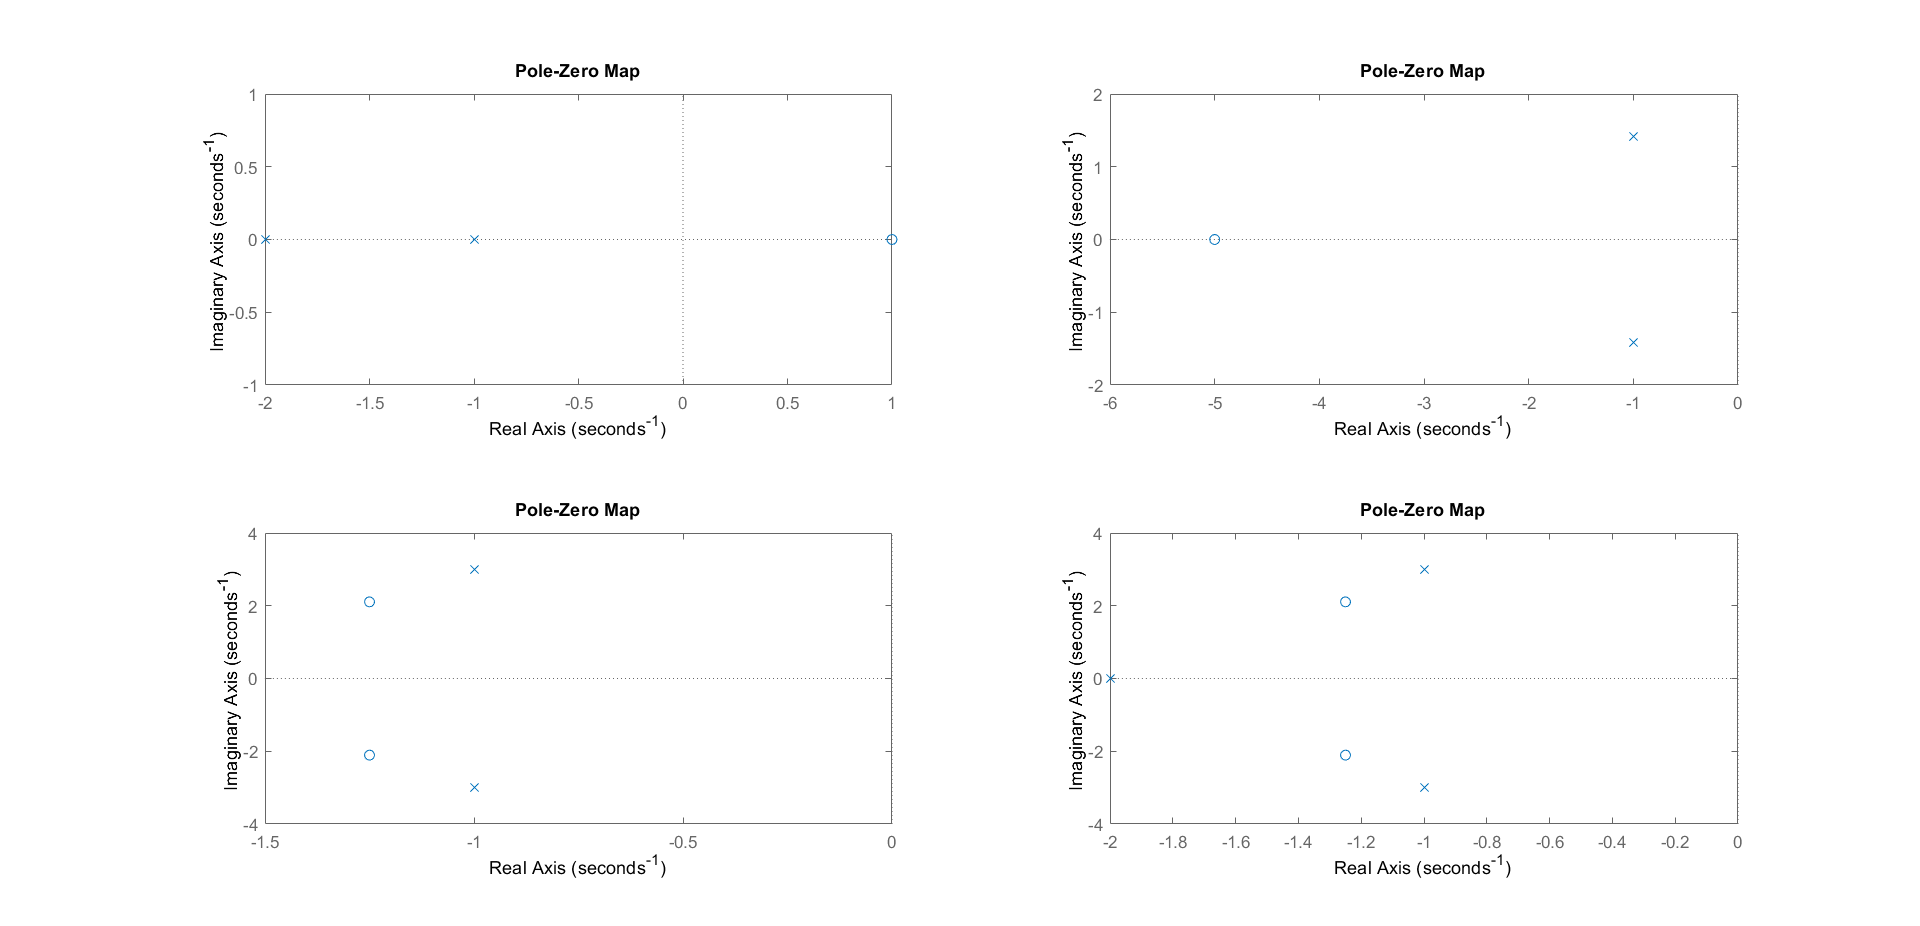 Pole-Zero Map
1
0.5
0
-0.5
-1
Imaginary Axis (seconds⁻¹)
-2 -1.5 -1 -0.5 0 0.5 1
Real Axis (seconds⁻¹)
Pole-Zero Map
2
1
0
-1
-2
Imaginary Axis (seconds⁻¹)
-6 -5 -4 -3 -2 -1 0
Real Axis (seconds⁻¹)
Pole-Zero Map
4
2
0
-2
-4
Imaginary Axis (seconds⁻¹)
-1.5 -1 -0.5 0
Real Axis (seconds⁻¹)
Pole-Zero Map
4
2
0
-2
-4
Imaginary Axis (seconds⁻¹)
-2 -1.8 -1.6 -1.4 -1.2 -1 -0.8 -0.6 -0.4 -0.2 0
Real Axis (seconds⁻¹)